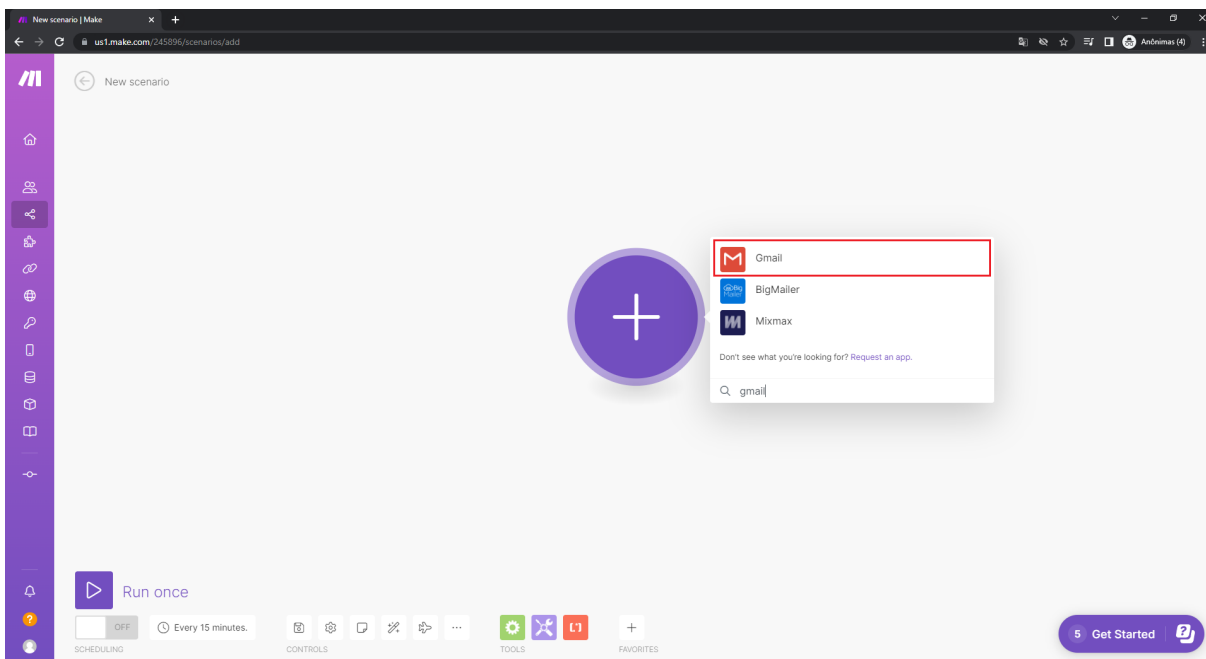 New scenario | Make
us1.make.com/245896/scenarios/add
Anônimas (4)
New scenario
Gmail
BigMailer
Mixmax
Don't see what you're looking for? Request an app.
gmail
Run once
OFF
Every 15 minutes.
SCHEDULING
CONTROLS
TOOLS
FAVORITES
5 Get Started